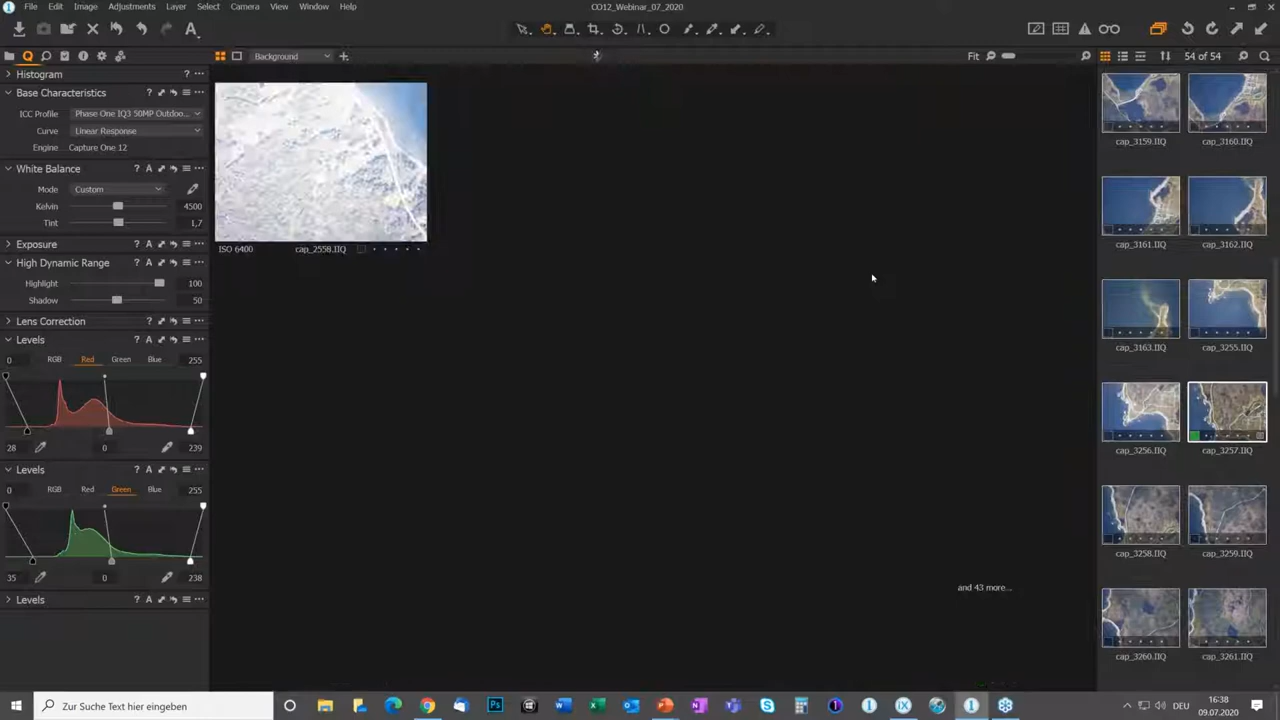 File Edit Image Adjustments Layer Select Camera View Window Help
CO12_Webinar_07_2020
Background
Fit
54 of 54
Histogram
Base Characteristics
ICC Profile Phase One IQ3 50MP Outdoo...
Curve Linear Response
Engine Capture One 12
White Balance
Mode Custom
Kelvin 4500
Tint 1,7
Exposure
High Dynamic Range
Highlight 100
Shadow 50
Lens Correction
Levels
0 RGB Red Green Blue 255
28 0 239
Levels
0 RGB Red Green Blue 255
35 0 238
Levels
ISO 6400 cap_2558.IIQ
and 43 more...
cap_3159.IIQ cap_3160.IIQ
cap_3161.IIQ cap_3162.IIQ
cap_3163.IIQ cap_3255.IIQ
cap_3256.IIQ cap_3257.IIQ
cap_3258.IIQ cap_3259.IIQ
cap_3260.IIQ cap_3261.IIQ
Zur Suche Text hier eingeben
DEU
16:38
09.07.2020